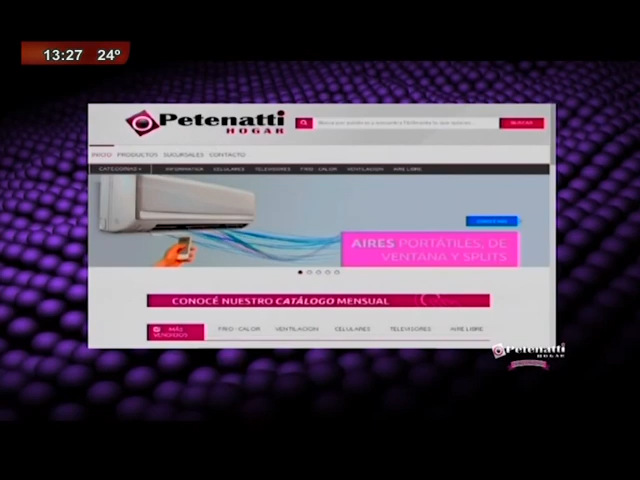 13:27 24º
Petenatti
HOGAR
BUSCAR
INICIO PRODUCTOS SUCURSALES CONTACTO
CATEGORIAS INFORMATICA CELULARES TELEVISORES FRIO - CALOR VENTILACION AIRE LIBRE
AIRES PORTÁTILES, DE
VENTANA Y SPLITS
CONOCÉ NUESTRO CATÁLOGO MENSUAL
MÁS
VENDIDOS
FRIO - CALOR VENTILACION CELULARES TELEVISORES AIRE LIBRE
Petenatti
HOGAR